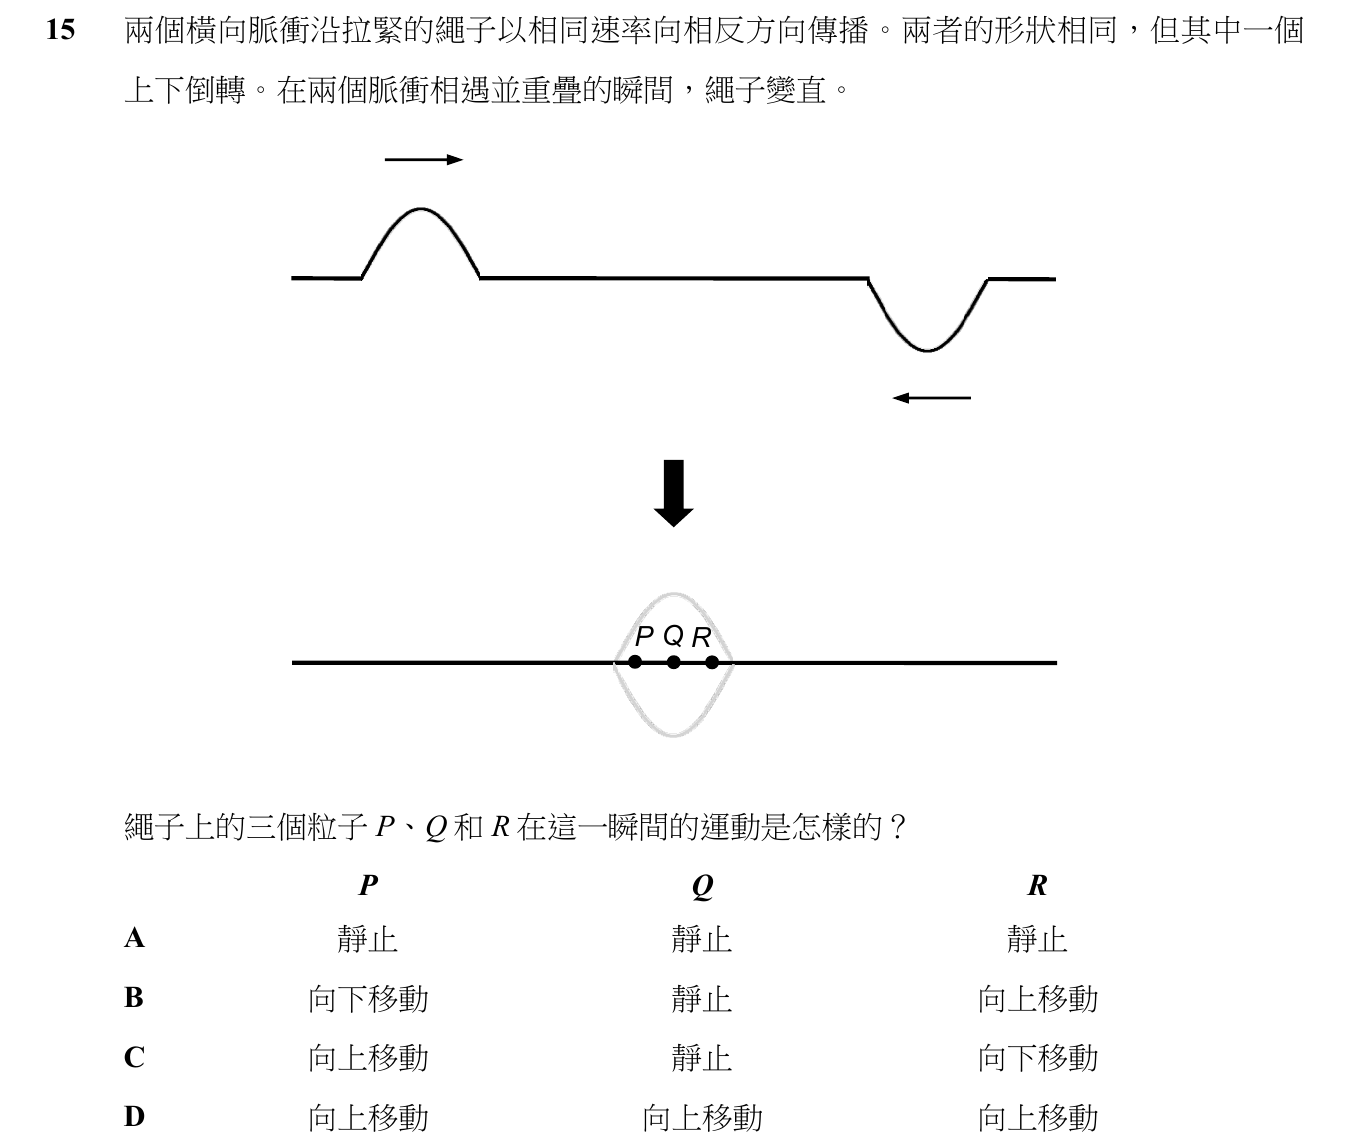 15 兩個橫向脈衝沿拉緊的繩子以相同速率向相反方向傳播。兩者的形狀相同，但其中一個
上下倒轉。在兩個脈衝相遇並重疊的瞬間，繩子變直。
P Q R
繩子上的三個粒子 P、Q 和 R 在這一瞬間的運動是怎樣的？
P Q R
A 靜止 靜止 靜止
B 向下移動 靜止 向上移動
C 向上移動 靜止 向下移動
D 向上移動 向上移動 向上移動